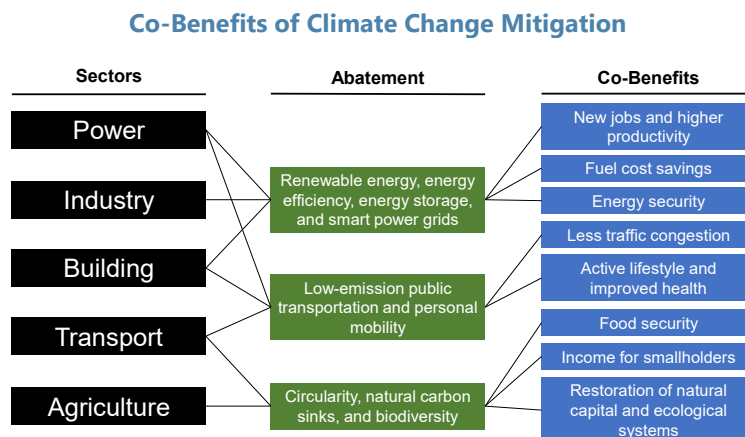 Co-Benefits of Climate Change Mitigation
Sectors
Abatement
Co-Benefits
Power
Industry
Building
Transport
Agriculture
Renewable energy, energy
efficiency, energy storage,
and smart power grids
Low-emission public
transportation and personal
mobility
Circularity, natural carbon
sinks, and biodiversity
New jobs and higher
productivity
Fuel cost savings
Energy security
Less traffic congestion
Active lifestyle and
improved health
Food security
Income for smallholders
Restoration of natural
capital and ecological
systems